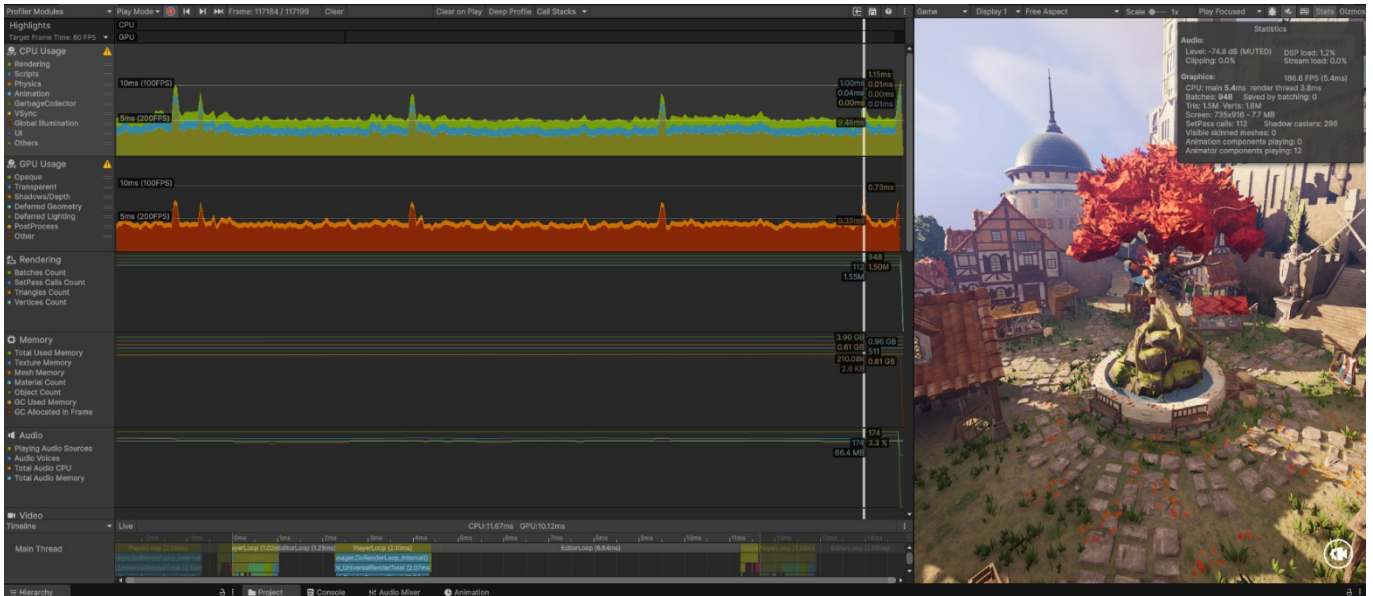 Profiler Modules
Play Mode
Frame: 117184 / 117199
Clear
Clear on Play
Deep Profile
Call Stacks
Game
Display 1
Free Aspect
Scale
1x
Play Focused
Stats
Gizmos
Highlights
CPU
Target Frame Time: 60 FPS
GPU
CPU Usage
Rendering
Scripts
Physics
Animation
GarbageCollector
VSync
Global Illumination
UI
Others
10ms (100FPS)
5ms (200FPS)
1.15ms
1.00ms
0.01ms
0.04ms
0.00ms
0.00ms
0.01ms
9.46ms
GPU Usage
Opaque
Transparent
Shadows/Depth
Deferred Geometry
Deferred Lighting
PostProcess
Other
10ms (100FPS)
5ms (200FPS)
0.73ms
9.39ms
Rendering
Batches Count
SetPass Calls Count
Triangles Count
Vertices Count
948
112
1.50M
1.55M
Memory
Total Used Memory
Texture Memory
Mesh Memory
Material Count
Object Count
GC Used Memory
GC Allocated In Frame
3.90 GB
0.96 GB
0.61 GB
511
210.08k
0.81 GB
2.6 KB
Audio
Playing Audio Sources
Audio Voices
Total Audio CPU
Total Audio Memory
174
174
3.3 %
66.4 MB
Video
Timeline
Live
CPU:11.67ms GPU:10.12ms
Main Thread
PlayerLoop (2.10ms)
EditorLoop (6.64ms)
Hierarchy
Project
Console
Audio Mixer
Animation
Statistics
Audio:
Level: -74.8 dB (MUTED)
DSP load: 1.2%
Clipping: 0.0%
Stream load: 0.0%
Graphics:
186.6 FPS (5.4ms)
CPU: main 5.4ms render thread 3.8ms
Batches: 948 Saved by batching: 0
Tris: 1.5M Verts: 1.6M
Screen: 735x916 - 7.7 MB
SetPass calls: 112 Shadow casters: 296
Visible skinned meshes: 0
Animation components playing: 0
Animator components playing: 12